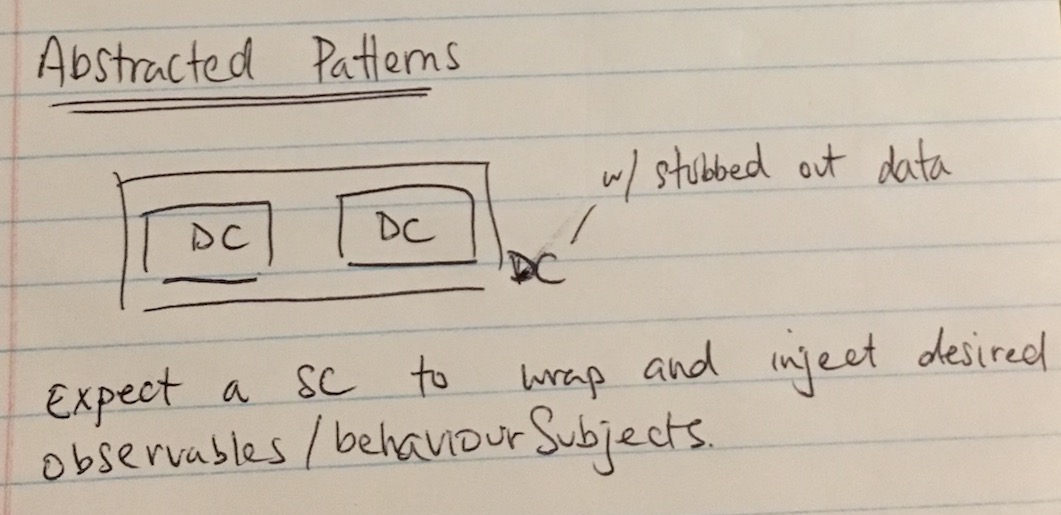 Abstracted Patterns
w/ stubbed out data
DC DC
DC
Expect a SC to wrap and inject desired
observables/behaviourSubjects.